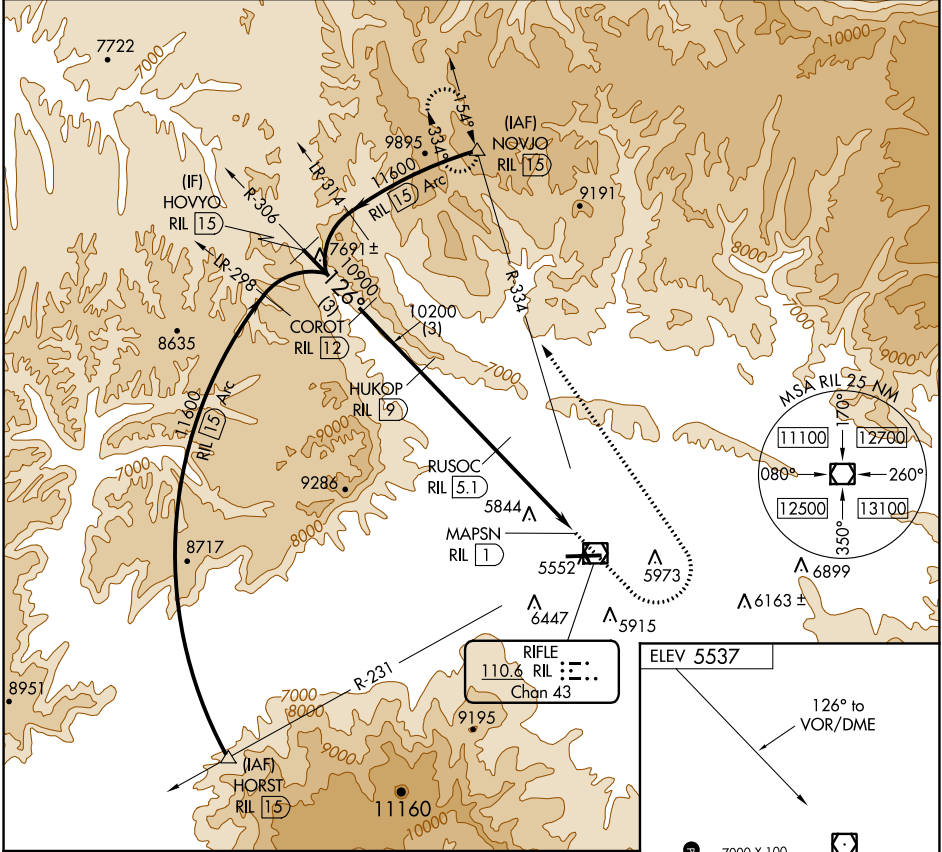 7722
7000
10000
(IAF)
NOVJO
RIL 15
154°
334°
9895
11600
RIL 15 Arc
LR-314
R-306
(IF)
HOVYO
RIL 15
9191
8000
7691 ±
LR-298
10900
126°
(3)
R-334
COROT
RIL 12
10200
(3)
8635
7000
9000
HUKOP
RIL 9
MSA RIL 25 NM
170°
11100
12700
080°
260°
12500
13100
350°
11600
RIL 15 Arc
9000
7000
9286
8000
RUSOC
RIL 5.1
5844
MAPSN
RIL 1
8717
5552
5973
6899
6447
5915
6163 ±
RIFLE
110.6 RIL
Chan 43
R-231
ELEV 5537
126° to
VOR/DME
8951
7000
8000
9000
9195
(IAF)
HORST
RIL 15
11160
10000
P
7000 X 100